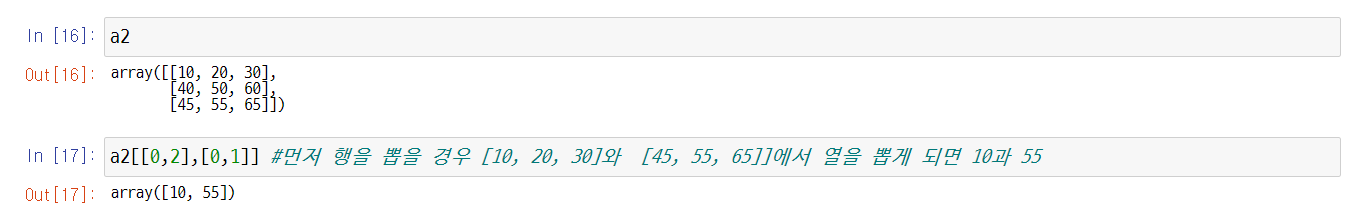 In [16]: a2
Out[16]: array([[10, 20, 30],
[40, 50, 60],
[45, 55, 65]])
In [17]: a2[[0,2],[0,1]] #먼저 행을 뽑을 경우 [10, 20, 30]와 [45, 55, 65]]에서 열을 뽑게 되면 10과 55
Out[17]: array([10, 55])